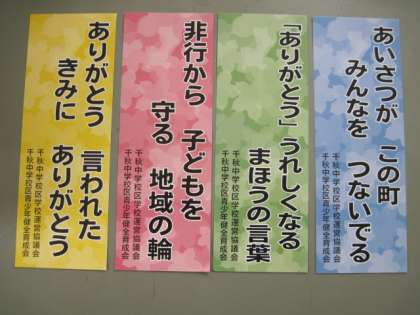 あいさつが　この町
みんなを　つないでる
千秋中学校区学校運営協議会
千秋中学校区青少年健全育成会
「ありがとう」うれしくなる
まほうの言葉
千秋中学校区学校運営協議会
千秋中学校区青少年健全育成会
非行から　子どもを
守る　地域の輪
千秋中学校区学校運営協議会
千秋中学校区青少年健全育成会
ありがとう　言われた
きみに　ありがとう
千秋中学校区学校運営協議会
千秋中学校区青少年健全育成会